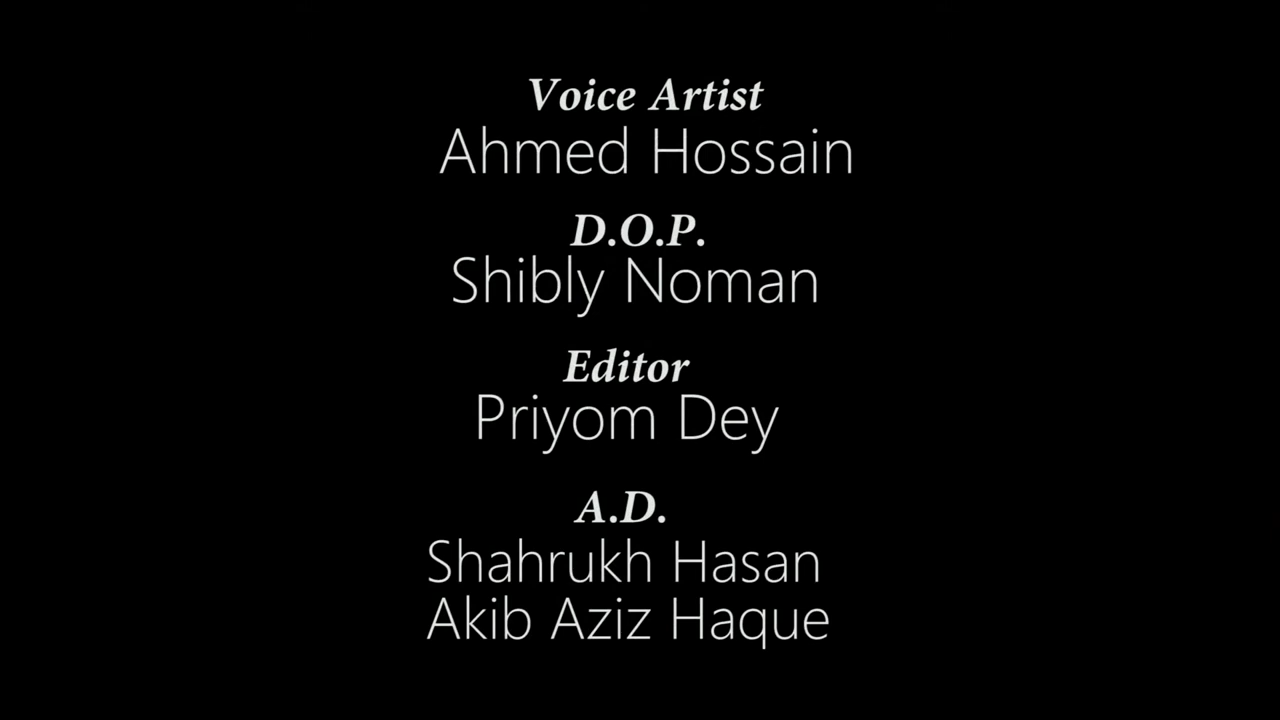 Voice Artist
Ahmed Hossain
D.O.P.
Shibly Noman
Editor
Priyom Dey
A.D.
Shahrukh Hasan
Akib Aziz Haque